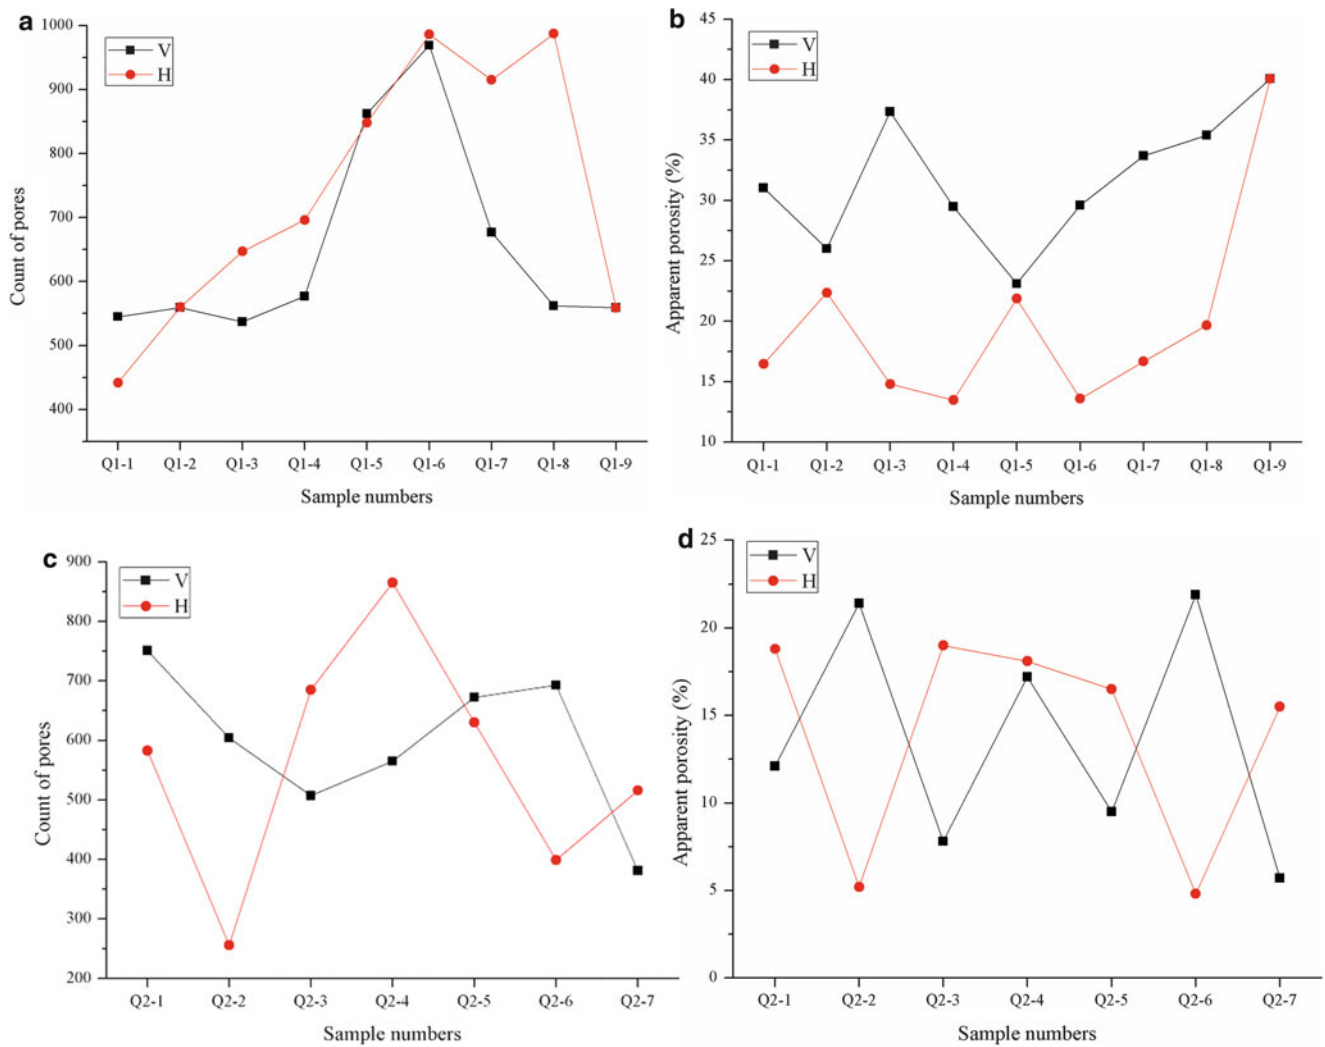 a
V
H
Count of pores
1000
900
800
700
600
500
400
Q1-1 Q1-2 Q1-3 Q1-4 Q1-5 Q1-6 Q1-7 Q1-8 Q1-9
Sample numbers
b
V
H
Apparent porosity (%)
45
40
35
30
25
20
15
10
Q1-1 Q1-2 Q1-3 Q1-4 Q1-5 Q1-6 Q1-7 Q1-8 Q1-9
Sample numbers
c
V
H
Count of pores
900
800
700
600
500
400
300
200
Q2-1 Q2-2 Q2-3 Q2-4 Q2-5 Q2-6 Q2-7
Sample numbers
d
V
H
Apparent porosity (%)
25
20
15
10
5
0
Q2-1 Q2-2 Q2-3 Q2-4 Q2-5 Q2-6 Q2-7
Sample numbers